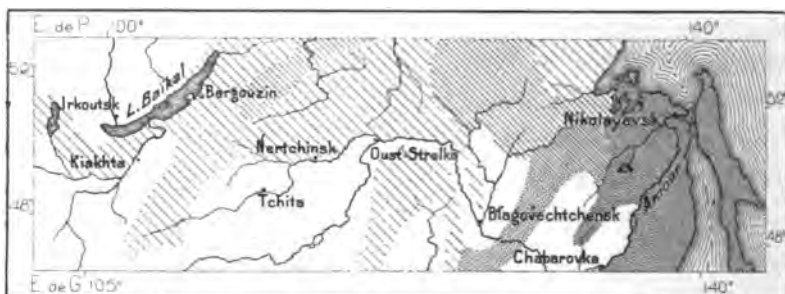 E. de P. 100° 140°
52 52
Irkoutsk L. Baikal Bargouzin
Nikolayevsk
Kiakhta Nertchinsk Oust-Strelka
Tchita Blagovechtchensk Amour
48 48
Chabarovka
E. de G. 105° 140°